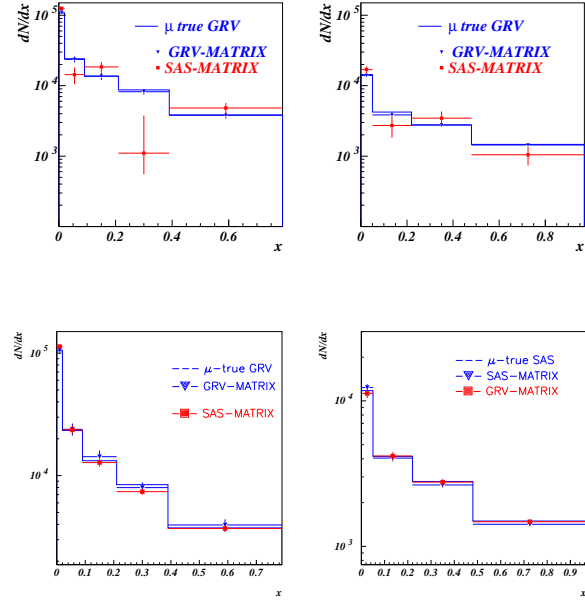 dN/dx
μ true GRV
GRV-MATRIX
SAS-MATRIX
10^5
10^4
10^3
0 0.2 0.4 0.6
x
dN/dx
μ true GRV
GRV-MATRIX
SAS-MATRIX
10^5
10^4
10^3
0 0.2 0.4 0.6 0.8
x
dN/dx
10^5
μ-true GRV
GRV-MATRIX
SAS-MATRIX
10^4
0 0.1 0.2 0.3 0.4 0.5 0.6 0.7
x
dN/dx
μ-true SAS
SAS-MATRIX
GRV-MATRIX
10^4
10^3
0 0.1 0.2 0.3 0.4 0.5 0.6 0.7 0.8 0.9
x